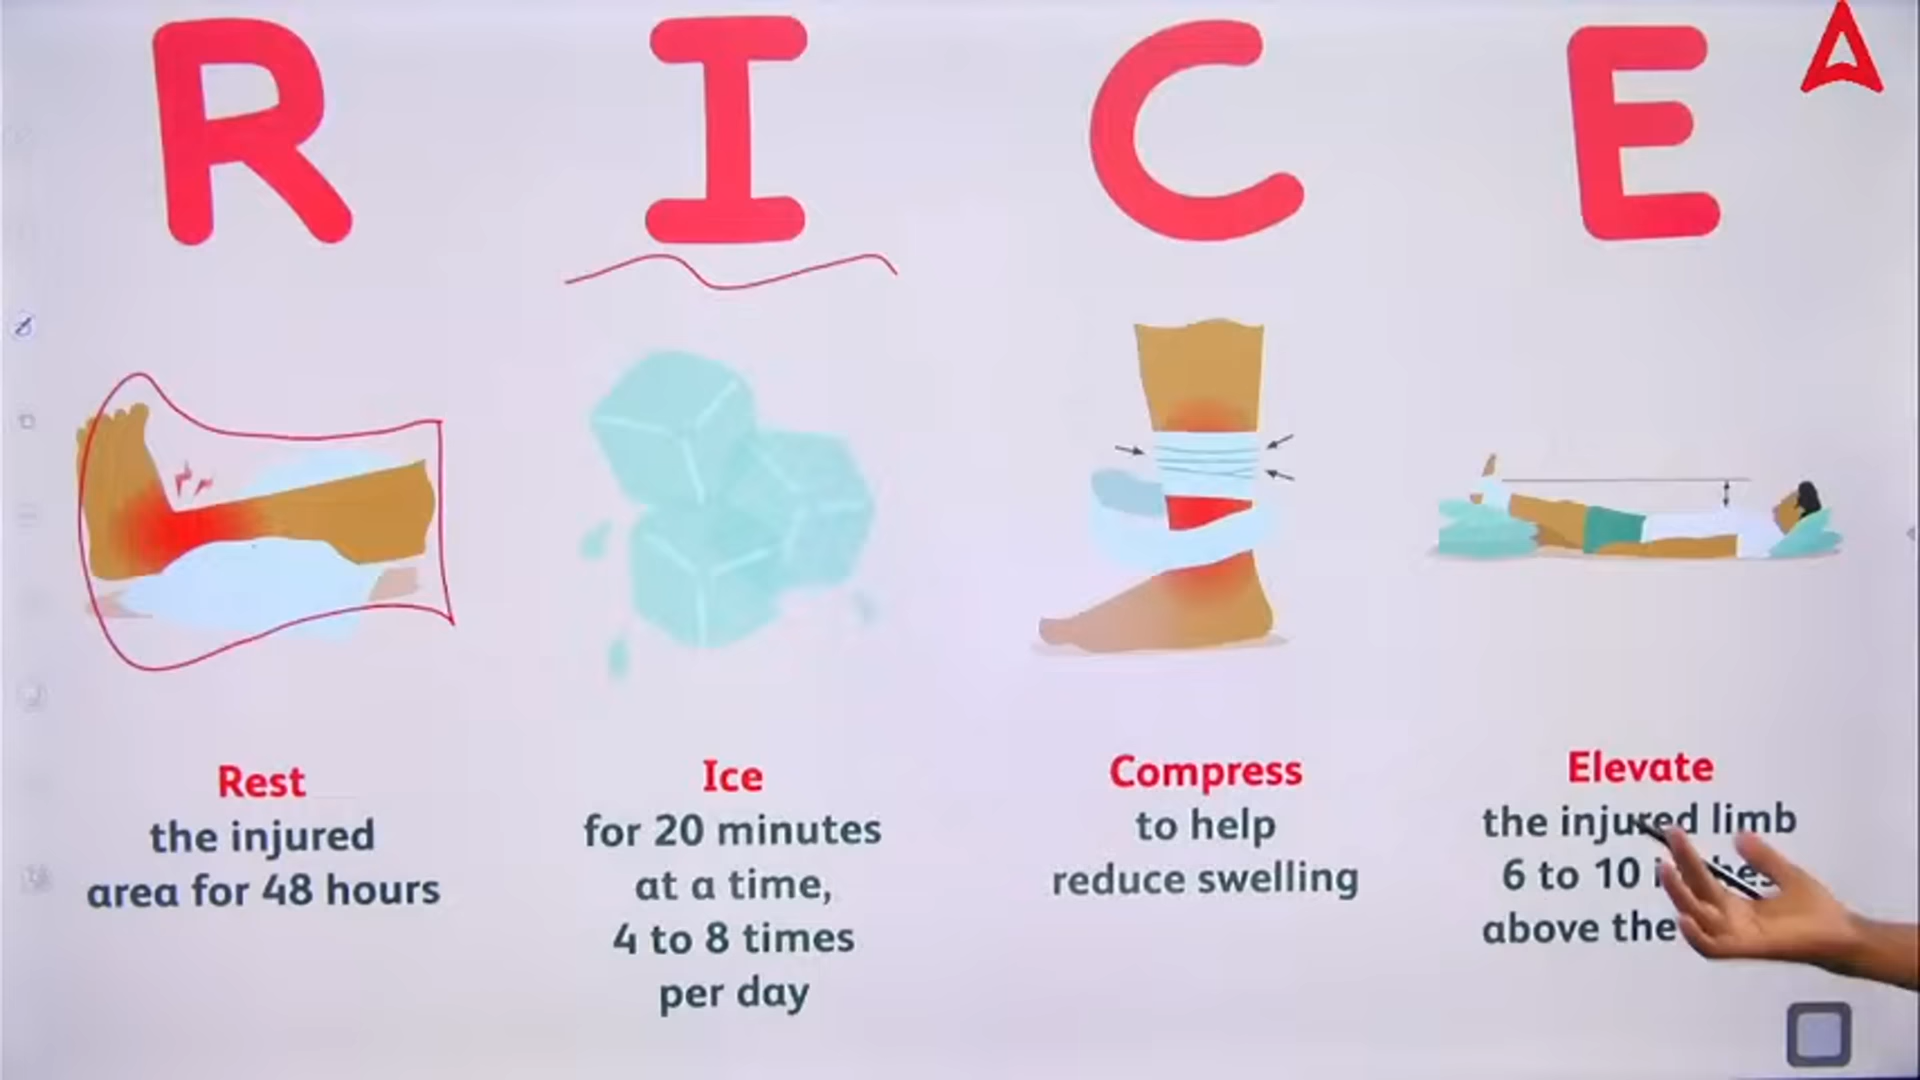 R I C E
Rest
the injured
area for 48 hours
Ice
for 20 minutes
at a time,
4 to 8 times
per day
Compress
to help
reduce swelling
Elevate
the injured limb
6 to 10
above the